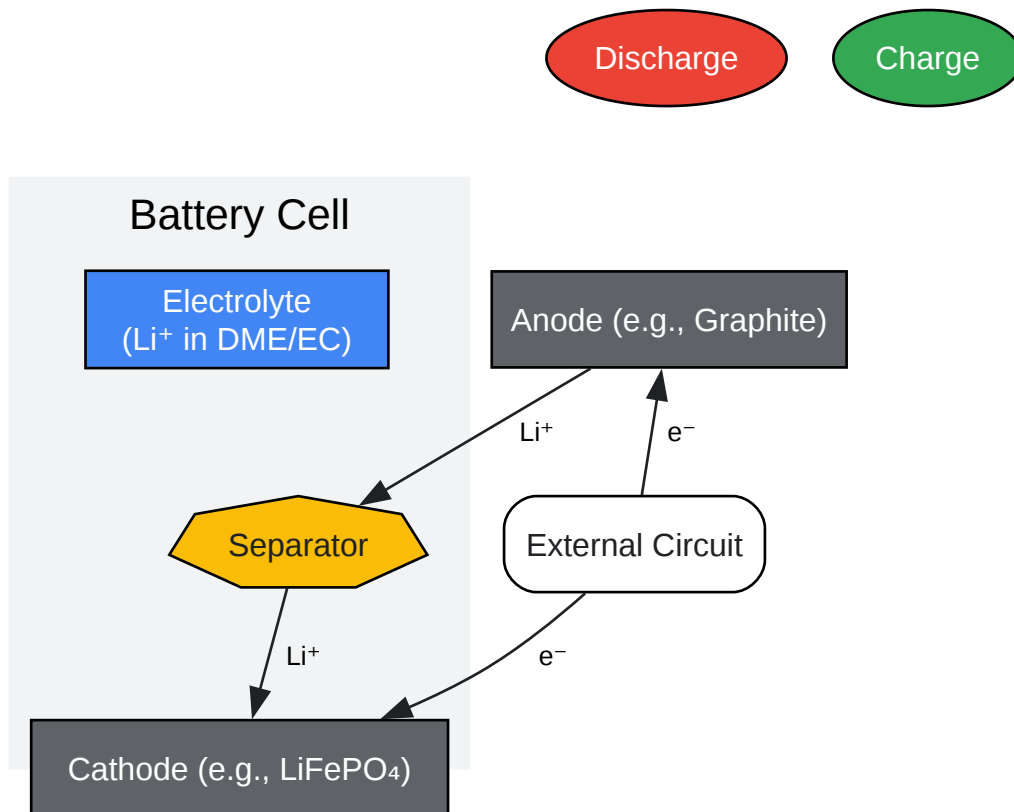 Discharge
Charge
Battery Cell
Electrolyte
(Li⁺ in DME/EC)
Anode (e.g., Graphite)
Li⁺
e⁻
Separator
External Circuit
Li⁺
e⁻
Cathode (e.g., LiFePO₄)